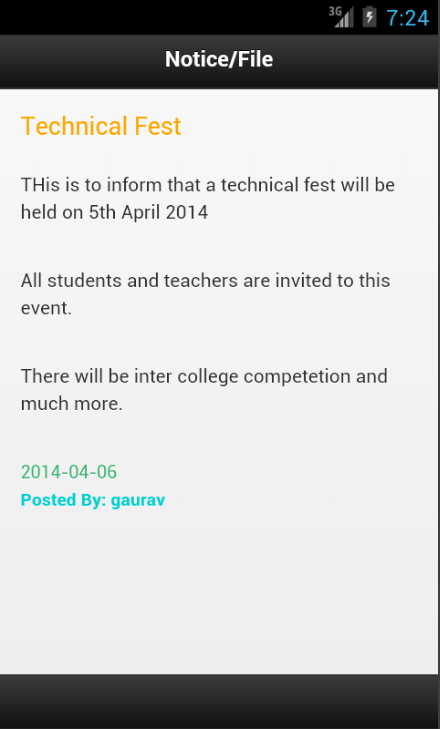 3G 7:24
Notice/File
Technical Fest
THis is to inform that a technical fest will be
held on 5th April 2014
All students and teachers are invited to this
event.
There will be inter college competetion and
much more.
2014-04-06
Posted By: gaurav